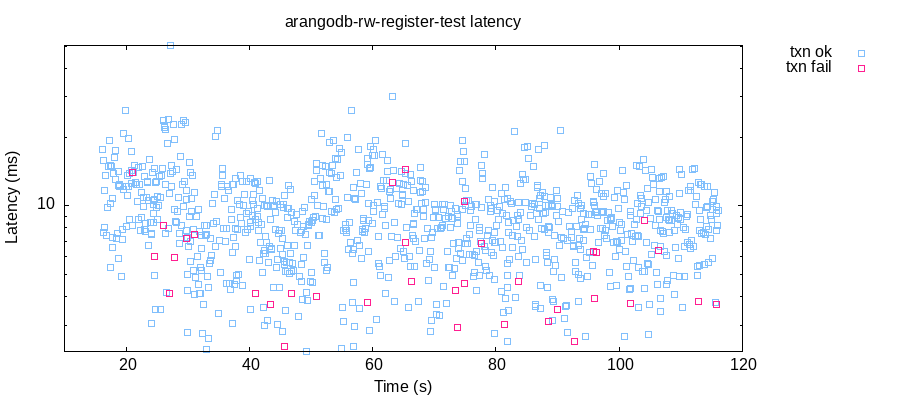 arangodb-rw-register-test latency
txn ok
txn fail
Latency (ms)
10
20 40 60 80 100 120
Time (s)